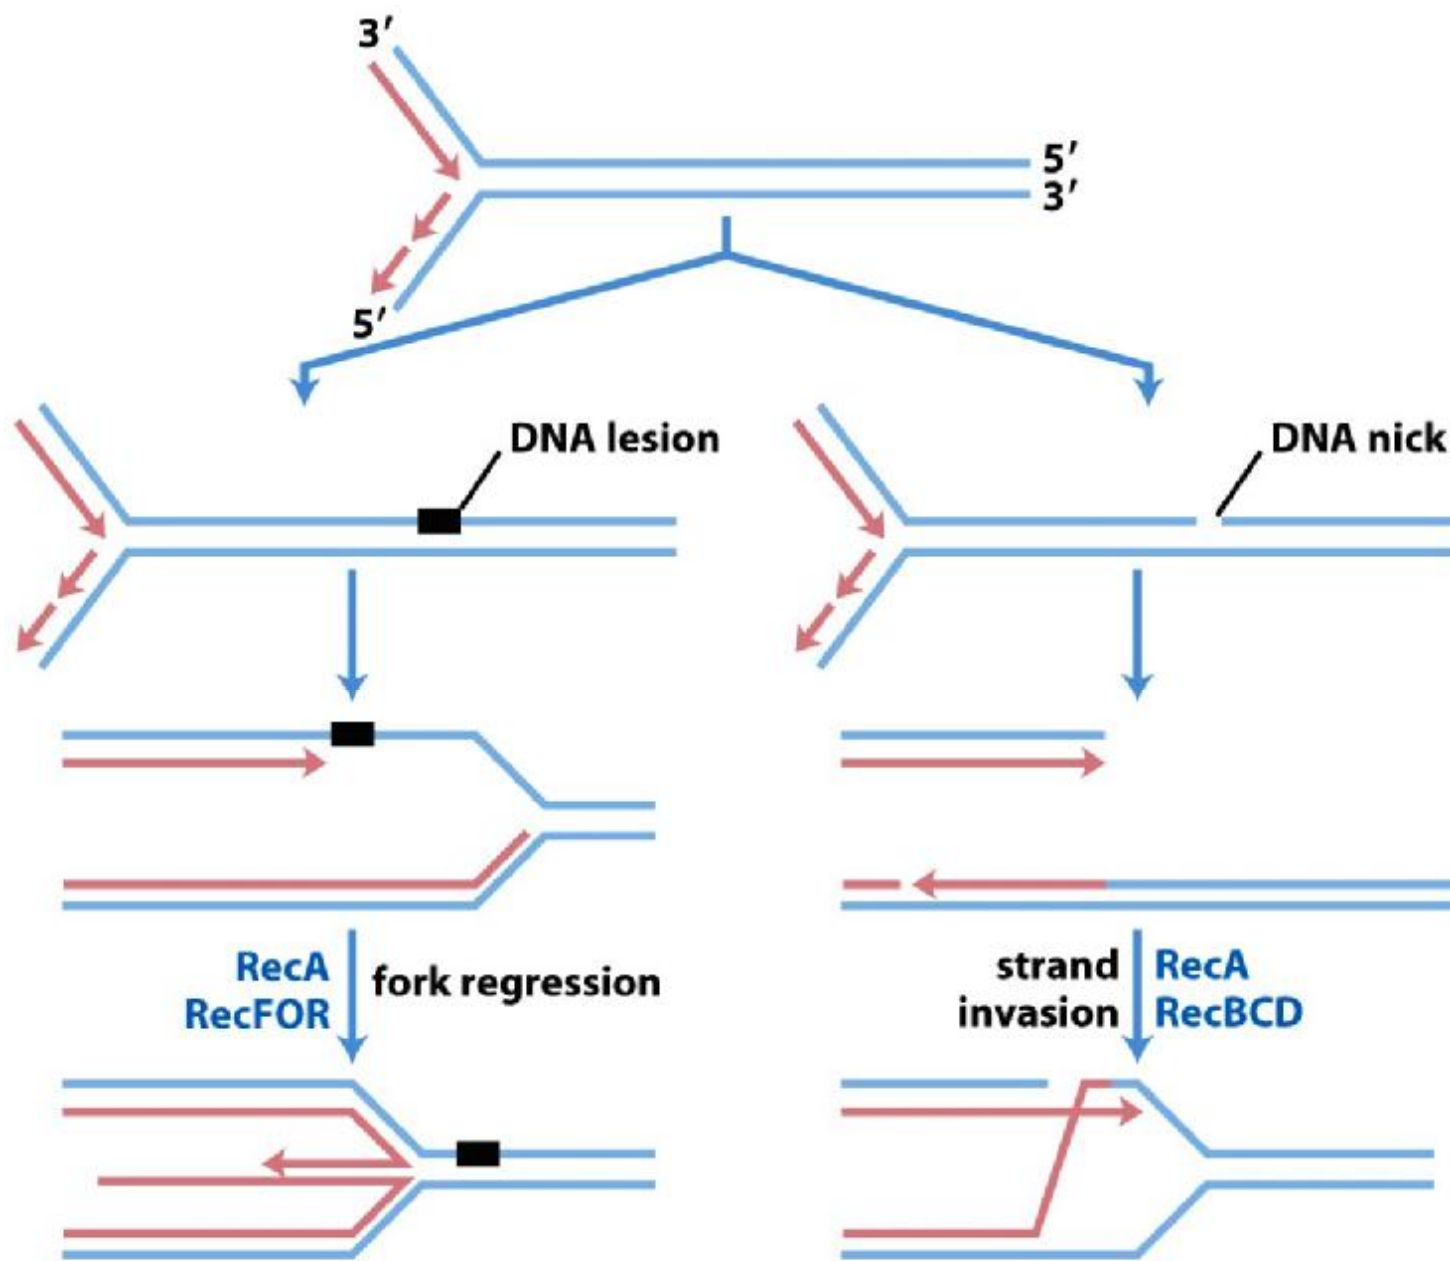 3′
5′
3′
5′
DNA lesion
DNA nick
RecA
RecFOR
fork regression
strand
invasion
RecA
RecBCD